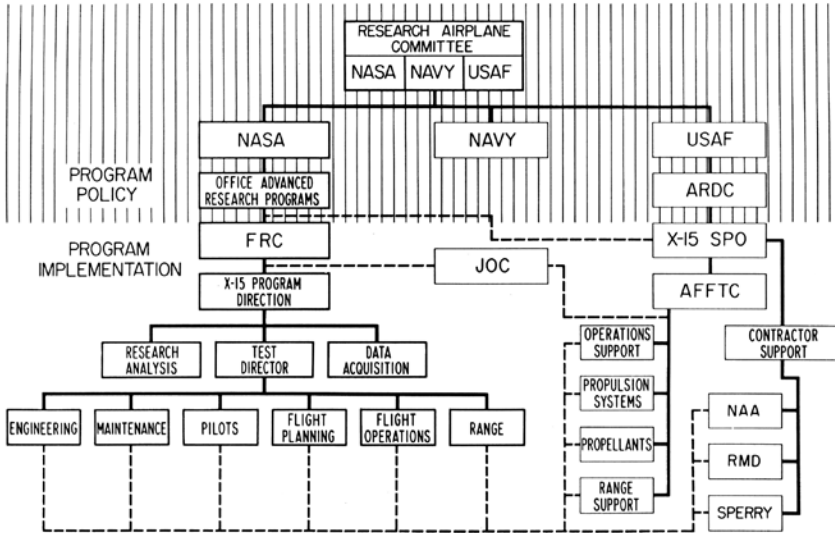 RESEARCH AIRPLANE
COMMITTEE
NASA NAVY USAF
NASA
NAVY
USAF
PROGRAM
POLICY
OFFICE ADVANCED
RESEARCH PROGRAMS
ARDC
PROGRAM
IMPLEMENTATION
FRC
X-15 SPO
JOC
X-15 PROGRAM
DIRECTION
AFFTC
RESEARCH
ANALYSIS
TEST
DIRECTOR
DATA
ACQUISITION
OPERATIONS
SUPPORT
CONTRACTOR
SUPPORT
PROPULSION
SYSTEMS
ENGINEERING
MAINTENANCE
PILOTS
FLIGHT
PLANNING
FLIGHT
OPERATIONS
RANGE
PROPELLANTS
RANGE
SUPPORT
NAA
RMD
SPERRY